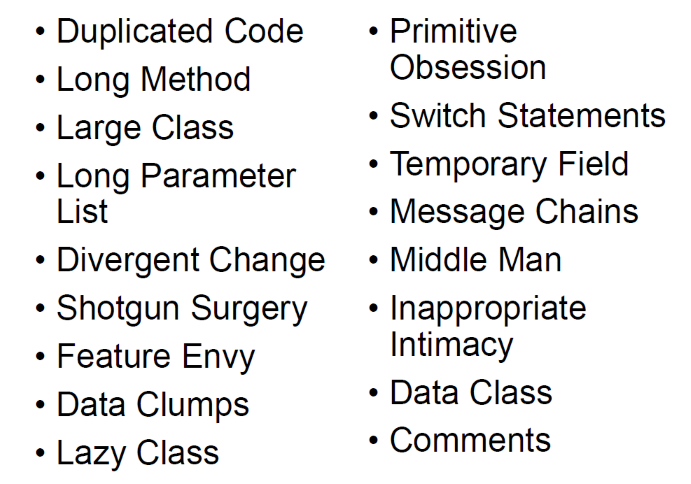 • Duplicated Code
• Long Method
• Large Class
• Long Parameter
List
• Divergent Change
• Shotgun Surgery
• Feature Envy
• Data Clumps
• Lazy Class
• Primitive
Obsession
• Switch Statements
• Temporary Field
• Message Chains
• Middle Man
• Inappropriate
Intimacy
• Data Class
• Comments